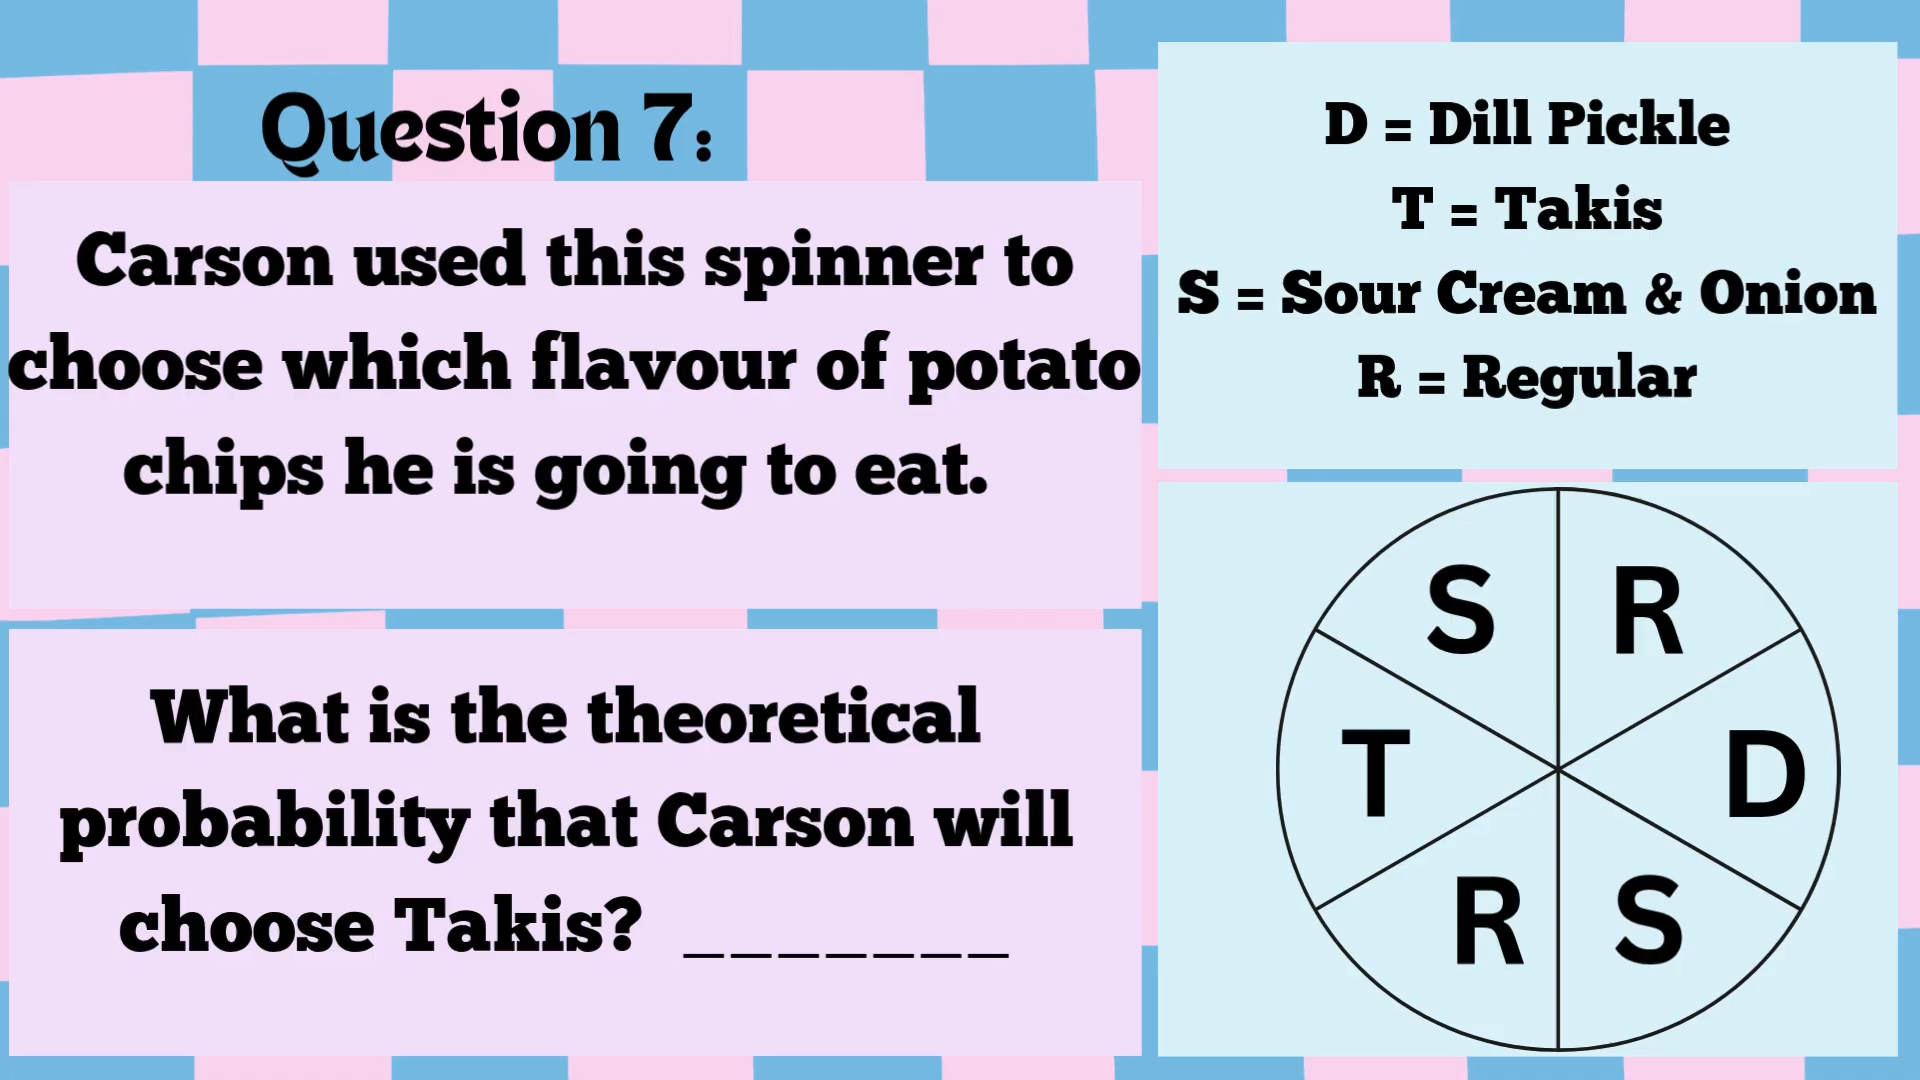 Question 7:
Carson used this spinner to
choose which flavour of potato
chips he is going to eat.
What is the theoretical
probability that Carson will
choose Takis? _______
D = Dill Pickle
T = Takis
S = Sour Cream & Onion
R = Regular
S R
T D
R S